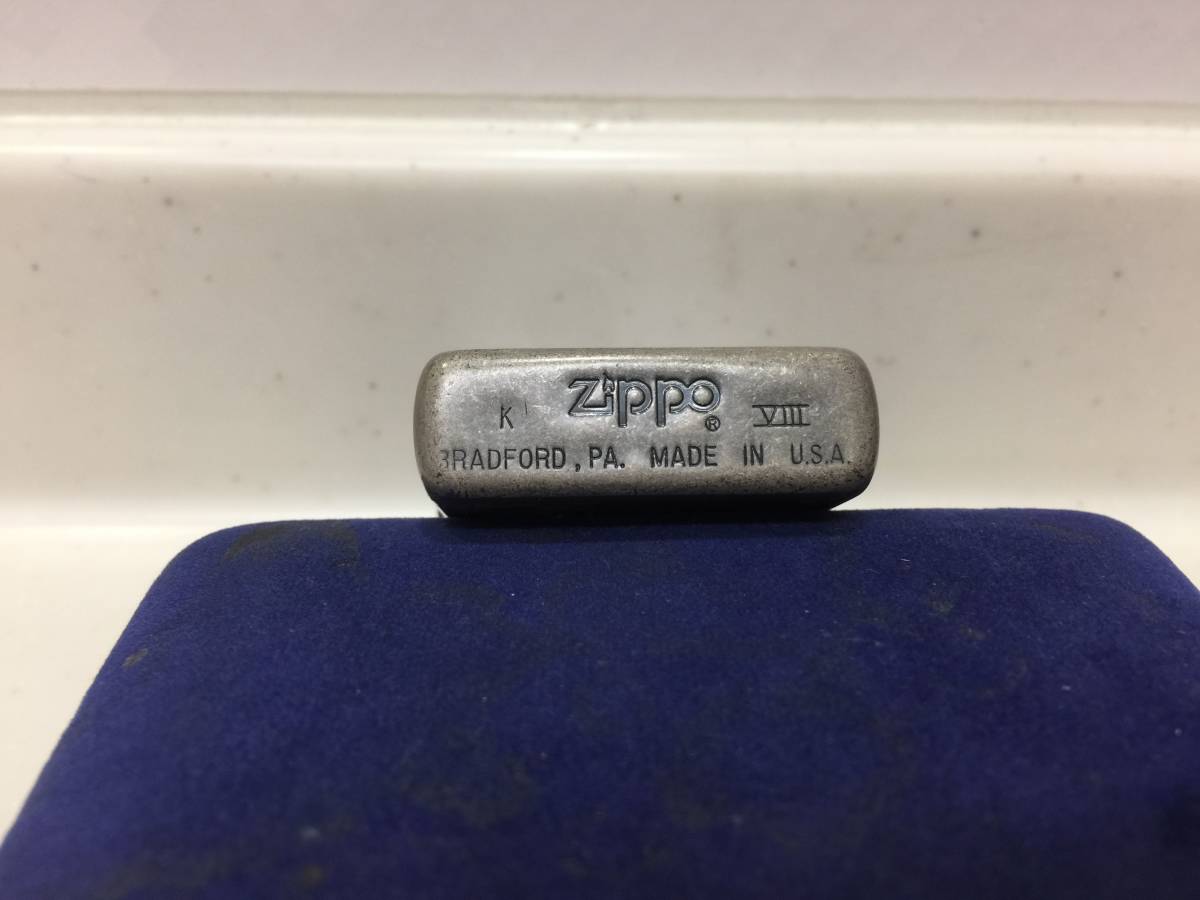 K Zippo® VIII
BRADFORD, PA. MADE IN U.S.A.